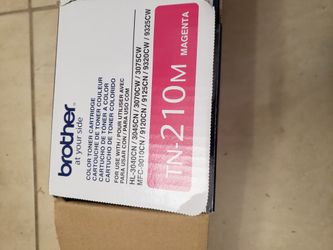 brother
at your side
COLOR TONER CARTRIDGE
CARTOUCHE DE TONER COULEUR
CARTUCHO DE TONER A COLOR
CARTUCHO DE TONER COLORIDO
FOR USE WITH / POUR UTILISER AVEC
PARA USAR CON / PARA USO COM:
HL-3040CN / 3045CN / 3070CW / 3075CW
MFC-9010CN / 9120CN / 9125CN / 9320CW / 9325CW
TN-210M
MAGENTA